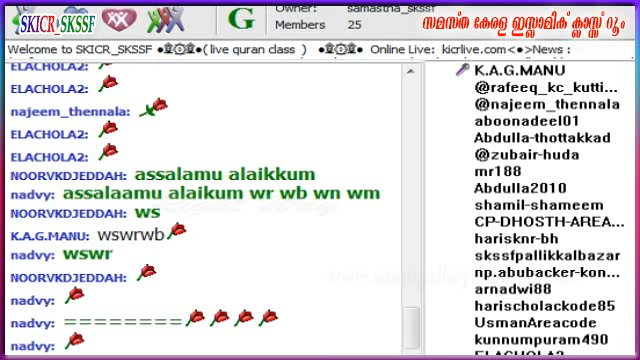 SKICR_SKSSF
Owner: samastha_skssf
G
Members 25
സമസ്ത കേരള ഇസ്ലാമിക് ക്ലാസ്സ് റൂം
Welcome to SKICR_SKSSF ●۩۞۩●( live quran class ) ●۩۞۩● Online Live: kicrlive.com<●>News :
ELACHOLA2:
ELACHOLA2:
najeem_thennala:
ELACHOLA2:
ELACHOLA2:
NOORVKDJEDDAH: assalamu alaikkum
nadvy: assalaamu alaikum wr wb wn wm
NOORVKDJEDDAH: ws
K.A.G.MANU: wswrwb
nadvy: wswr
NOORVKDJEDDAH:
nadvy:
nadvy: =========
nadvy:
K.A.G.MANU
@rafeeq_kc_kutti...
@najeem_thennala
aboonadeel01
Abdulla-thottakkad
@zubair-huda
mr188
Abdulla2010
shamil-shameem
CP-DHOSTH-AREA...
harisknr-bh
skssfpallikkalbazar
np.abubacker-kon...
arnadwi88
harischolackode85
UsmanAreacode
kunnumpuram490
ELACHOLA2